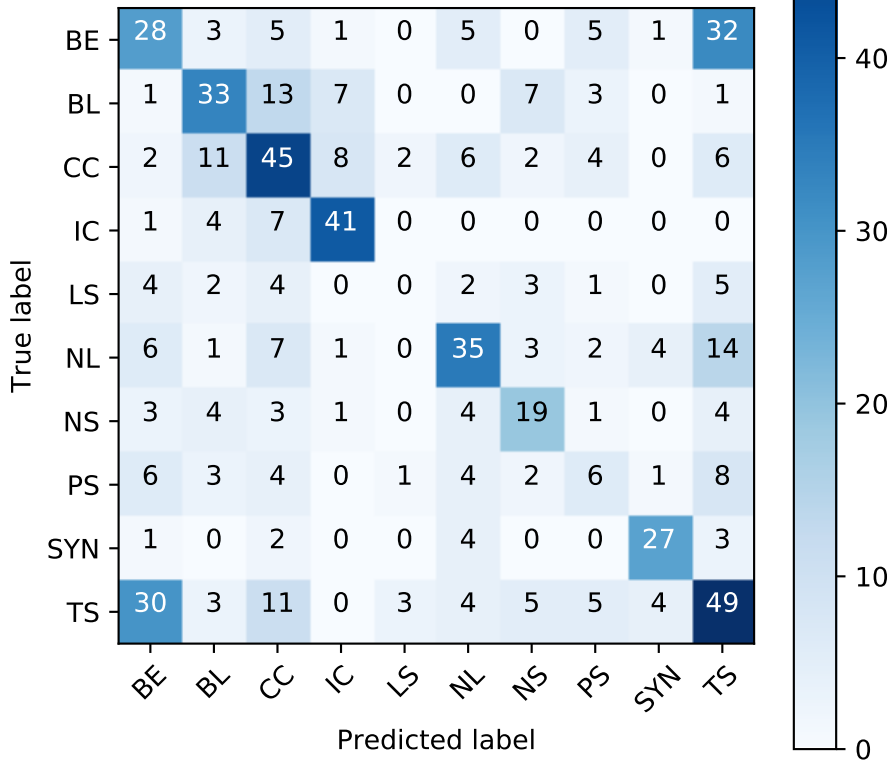 BE 28 3 5 1 0 5 0 5 1 32
BL 1 33 13 7 0 0 7 3 0 1
CC 2 11 45 8 2 6 2 4 0 6
IC 1 4 7 41 0 0 0 0 0 0
LS 4 2 4 0 0 2 3 1 0 5
NL 6 1 7 1 0 35 3 2 4 14
NS 3 4 3 1 0 4 19 1 0 4
PS 6 3 4 0 1 4 2 6 1 8
SYN 1 0 2 0 0 4 0 0 27 3
TS 30 3 11 0 3 4 5 5 4 49
BE BL CC IC LS NL NS PS SYN TS
Predicted label
True label
40
30
20
10
0